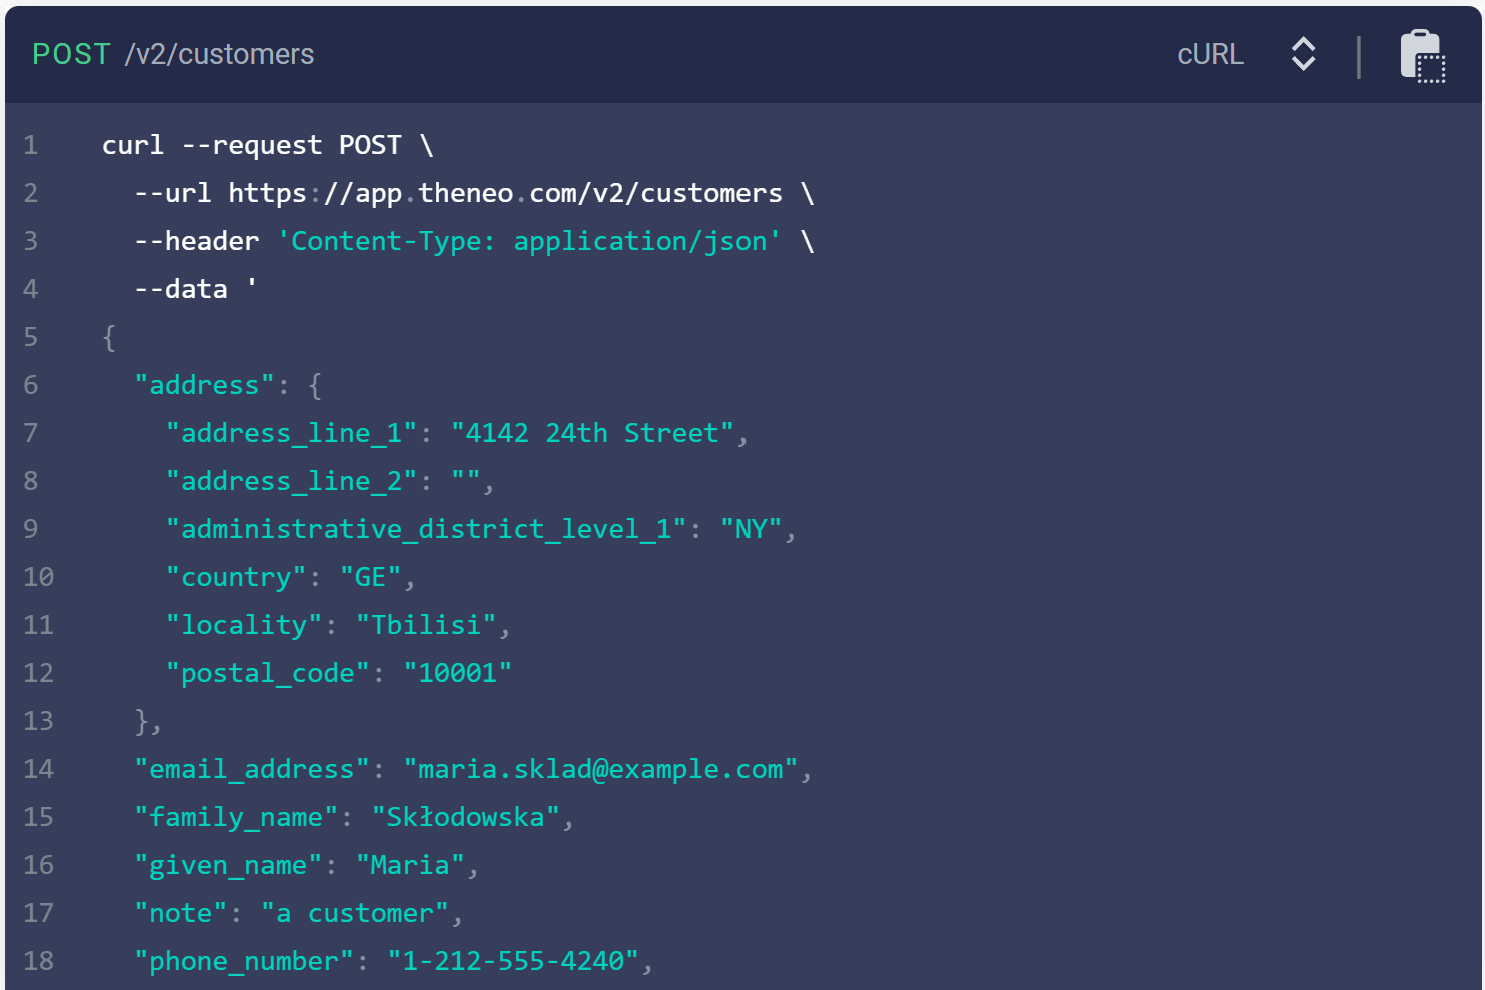 POST /v2/customers cURL
1 curl --request POST \
2 --url https://app.theneo.com/v2/customers \
3 --header 'Content-Type: application/json' \
4 --data '
5 {
6 "address": {
7 "address_line_1": "4142 24th Street",
8 "address_line_2": "",
9 "administrative_district_level_1": "NY",
10 "country": "GE",
11 "locality": "Tbilisi",
12 "postal_code": "10001"
13 },
14 "email_address": "maria.sklad@example.com",
15 "family_name": "Skłodowska",
16 "given_name": "Maria",
17 "note": "a customer",
18 "phone_number": "1-212-555-4240",